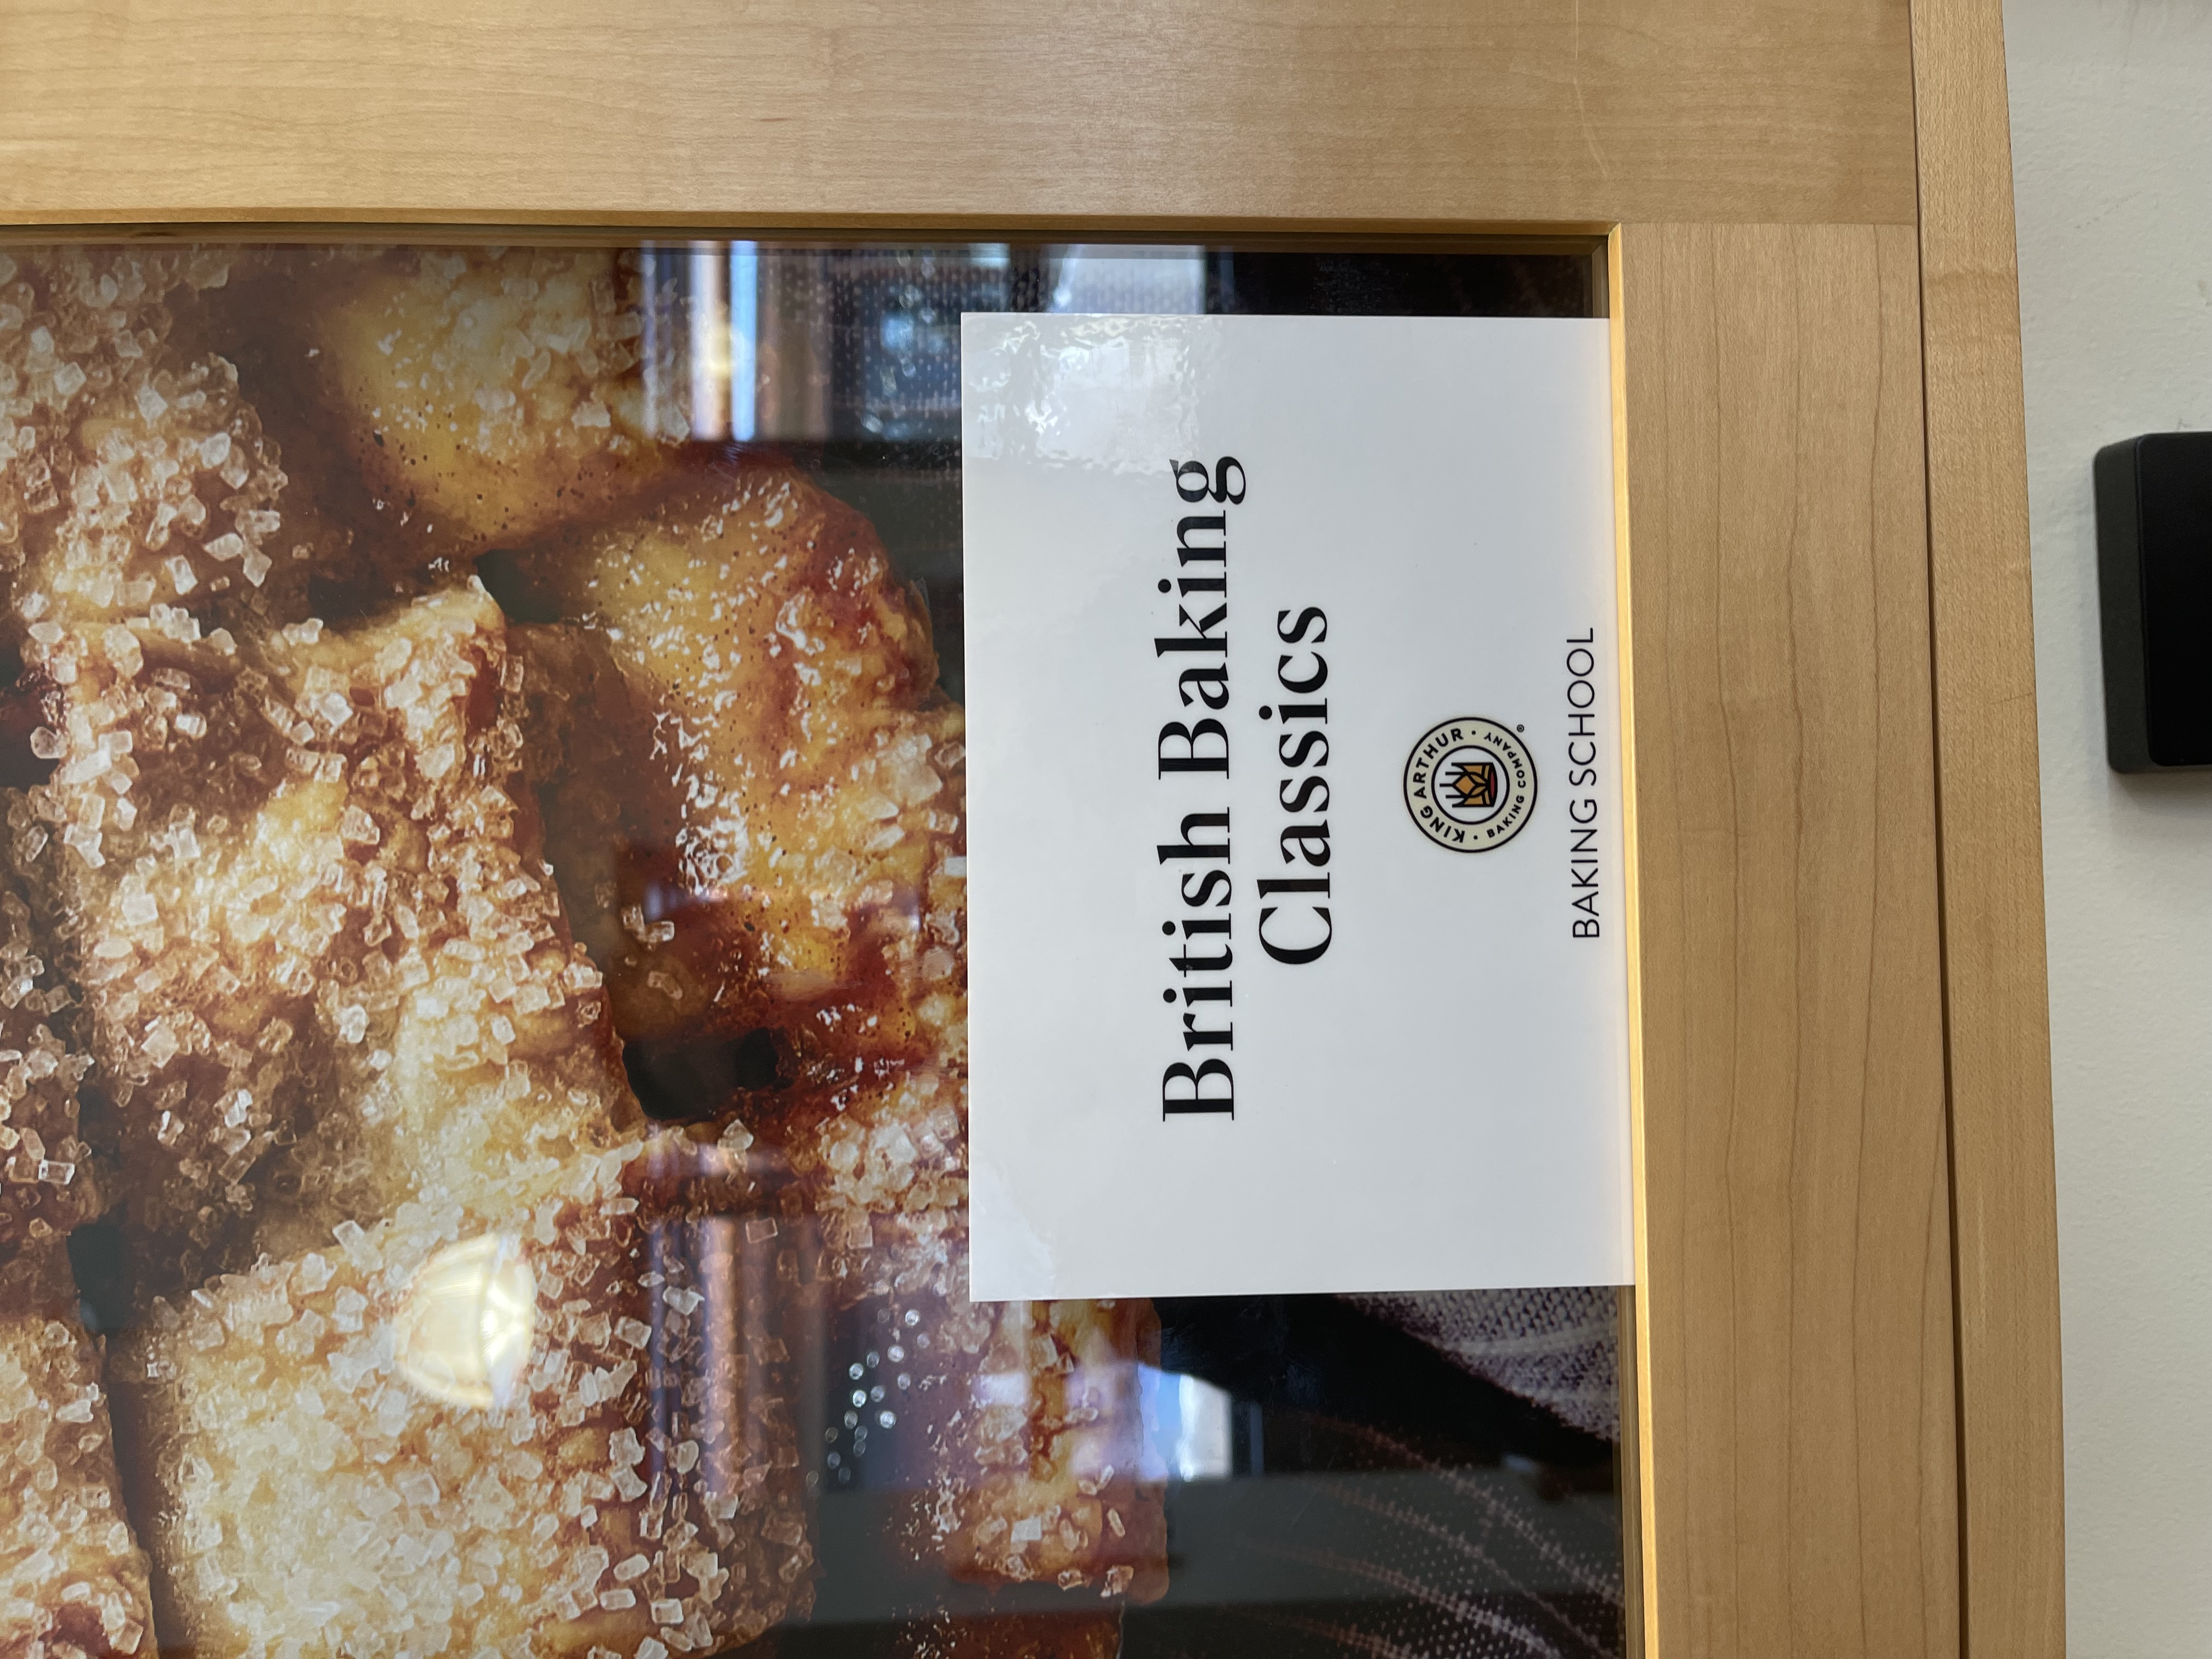 British Baking
Classics
KING ARTHUR
BAKING COMPANY
®
BAKING SCHOOL